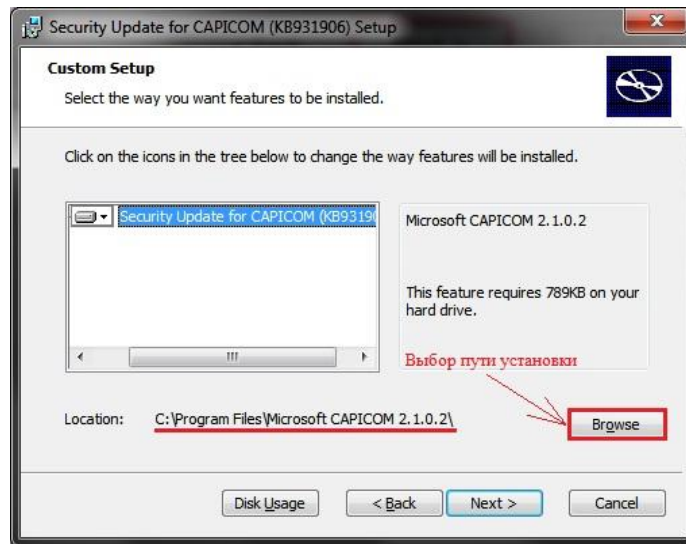 Security Update for CAPICOM (KB931906) Setup
Custom Setup
Select the way you want features to be installed.
Click on the icons in the tree below to change the way features will be installed.
Security Update for CAPICOM (KB93190
Microsoft CAPICOM 2.1.0.2
This feature requires 789KB on your
hard drive.
Выбор пути установки
Location: C:\Program Files\Microsoft CAPICOM 2.1.0.2\
Browse
Disk Usage < Back Next > Cancel